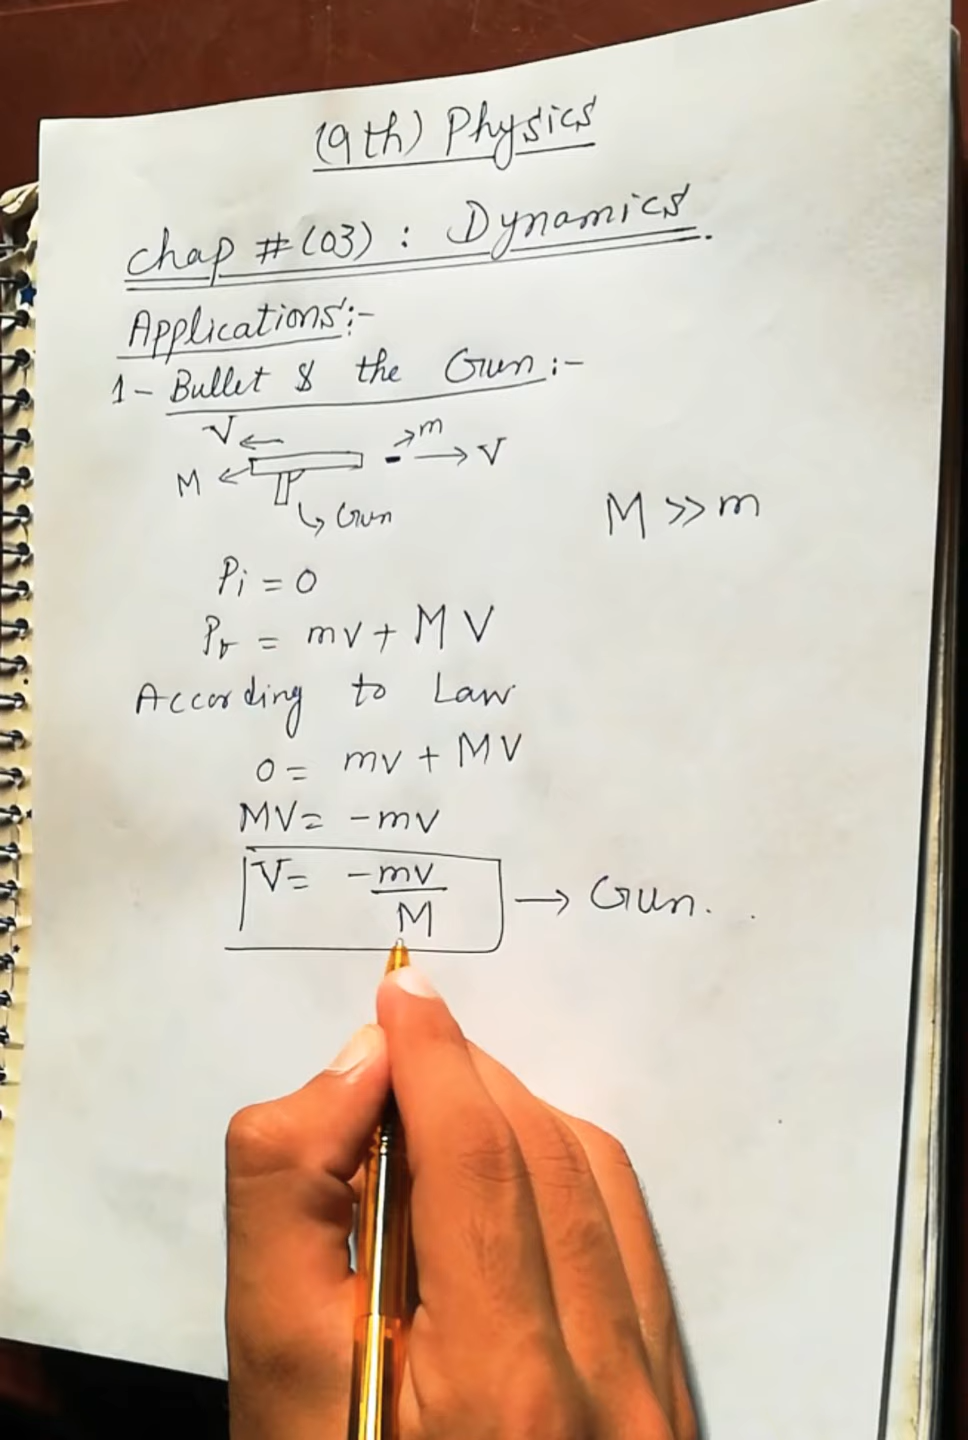 (9th) Physics
Chap #(03): Dynamics.
Applications:-
1- Bullet & the Gun:-
V m
M V
Gun
M >> m
Pi = 0
Pf = mv + MV
According to Law
0 = mv + MV
MV = -mv
V = -mv/M → Gun.